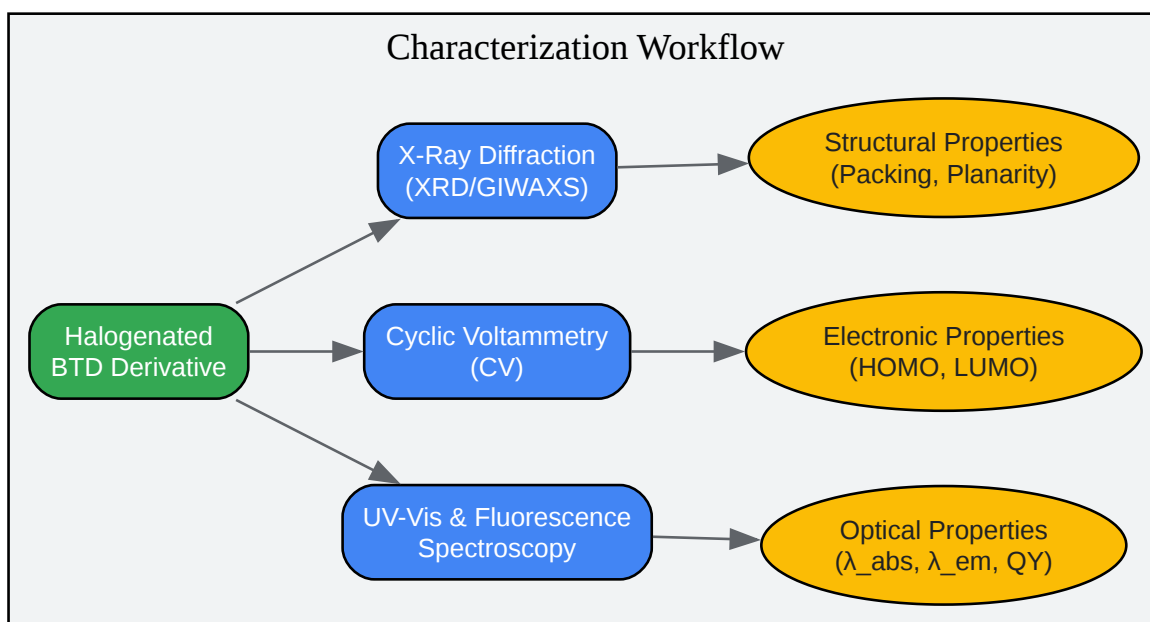 Characterization Workflow
X-Ray Diffraction
(XRD/GIWAXS)
Structural Properties
(Packing, Planarity)
Halogenated
BTD Derivative
Cyclic Voltammetry
(CV)
Electronic Properties
(HOMO, LUMO)
UV-Vis & Fluorescence
Spectroscopy
Optical Properties
(λ_abs, λ_em, QY)